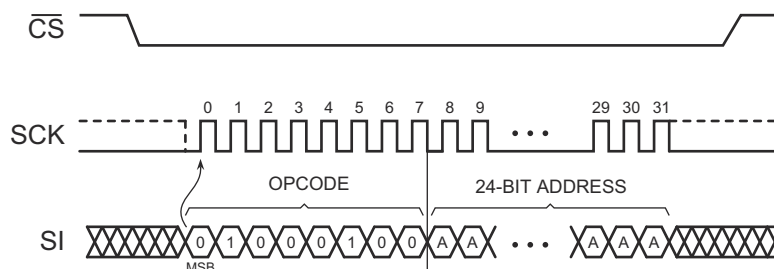 CS
0 1 2 3 4 5 6 7 8 9 29 30 31
SCK
OPCODE 24-BIT ADDRESS
SI 0 1 0 0 0 1 0 0 A A A A A
MSB